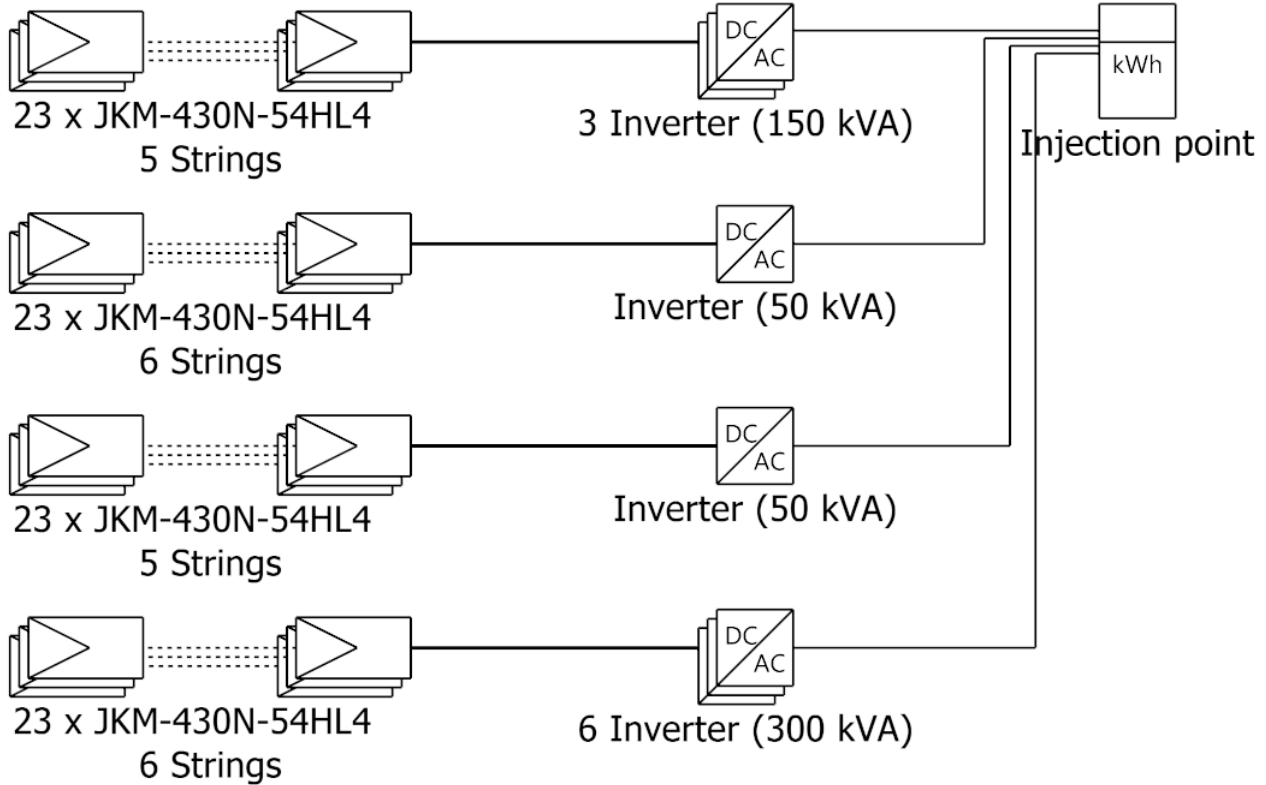 DC
AC
kWh
23 x JKM-430N-54HL4
5 Strings
3 Inverter (150 kVA)
Injection point
DC
AC
23 x JKM-430N-54HL4
6 Strings
Inverter (50 kVA)
DC
AC
23 x JKM-430N-54HL4
5 Strings
Inverter (50 kVA)
DC
AC
23 x JKM-430N-54HL4
6 Strings
6 Inverter (300 kVA)